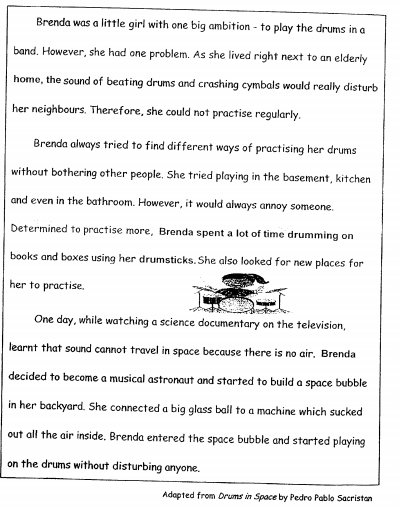 Brenda was a little girl with one big ambition - to play the drums in a
band. However, she had one problem. As she lived right next to an elderly
home, the sound of beating drums and crashing cymbals would really disturb
her neighbours. Therefore, she could not practise regularly.
Brenda always tried to find different ways of practising her drums
without bothering other people. She tried playing in the basement, kitchen
and even in the bathroom. However, it would always annoy someone.
Determined to practise more, Brenda spent a lot of time drumming on
books and boxes using her drumsticks. She also looked for new places for
her to practise.
One day, while watching a science documentary on the television,
learnt that sound cannot travel in space because there is no air. Brenda
decided to become a musical astronaut and started to build a space bubble
in her backyard. She connected a big glass ball to a machine which sucked
out all the air inside. Brenda entered the space bubble and started playing
on the drums without disturbing anyone.
Adapted from Drums in Space by Pedro Pablo Sacristan